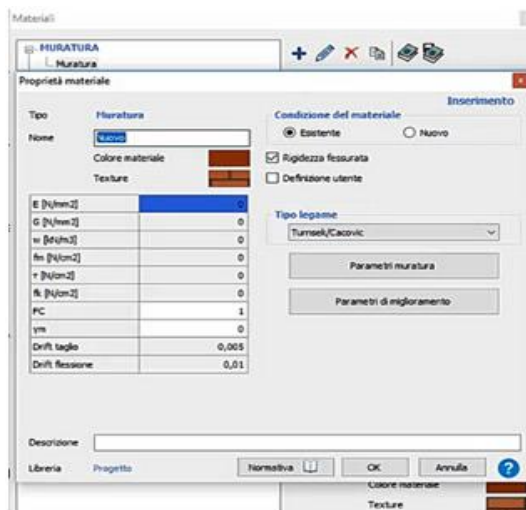 Materiali
MURATURA
Muratura
Proprietà materiale
Inserimento
Tipo Muratura
Nome Nuovo
Colore materiale
Texture
Condizione del materiale
Esistente Nuovo
Rigidezza fessurata
Definizione utente
E [N/mm2] 0
G [N/mm2] 0
w [kN/m3] 0
fm [N/cm2] 0
τ [N/cm2] 0
fk [N/cm2] 0
FC 1
γm 0
Drift taglio 0,005
Drift flessione 0,01
Tipo legame
Turnsek/Cacovic
Parametri muratura
Parametri di miglioramento
Descrizione
Libreria Progetto
Normativa OK Annulla ?
Colore materiale
Texture